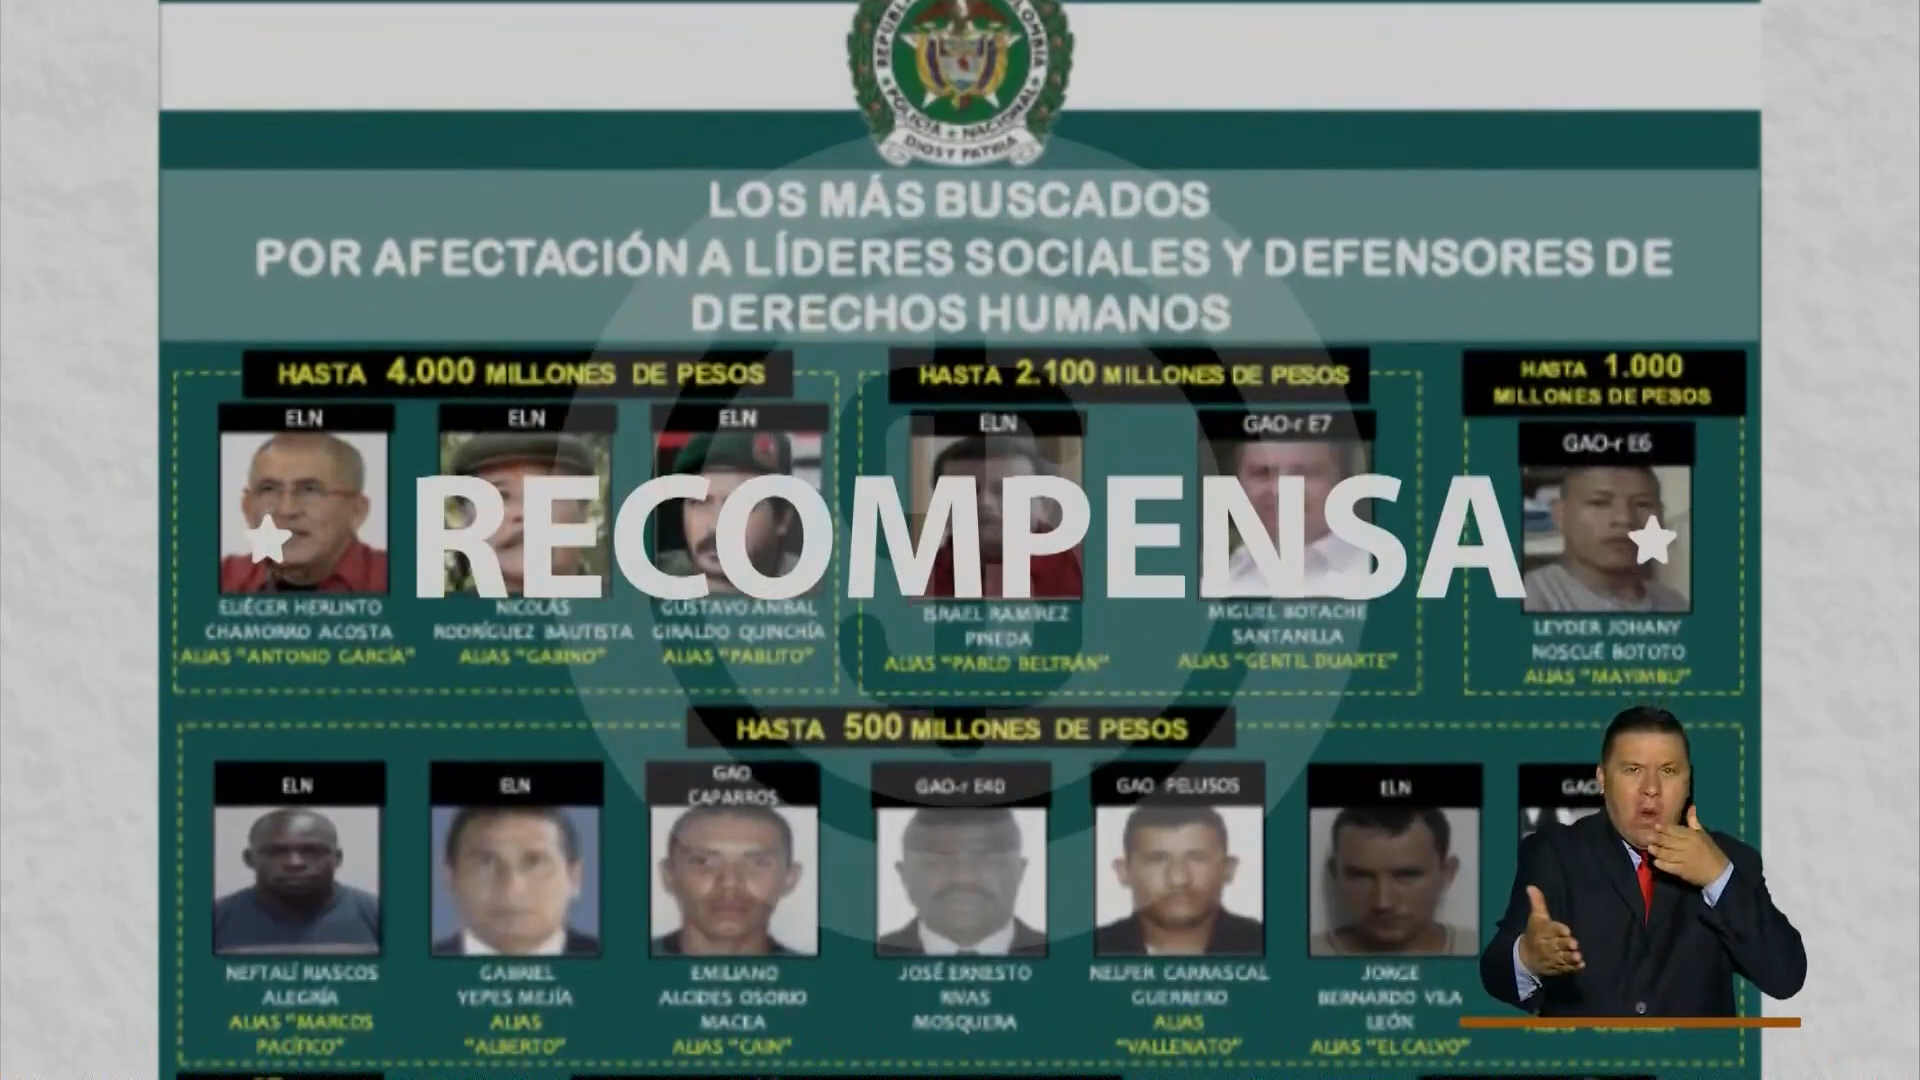 REPÚBLICA COLOMBIA
POLICÍA NACIONAL
DIOS Y PATRIA
LOS MÁS BUSCADOS
POR AFECTACIÓN A LÍDERES SOCIALES Y DEFENSORES DE
DERECHOS HUMANOS
HASTA 4.000 MILLONES DE PESOS
HASTA 2.100 MILLONES DE PESOS
HASTA 1.000
MILLONES DE PESOS
ELN
ELN
ELN
ELN
GAO-r E7
GAO-r E6
RECOMPENSA
ELIÉCER HERLINTO
CHAMORRO ACOSTA
ALIAS "ANTONIO GARCÍA"
NICOLÁS
RODRÍGUEZ BAUTISTA
ALIAS "GABINO"
GUSTAVO ANIBAL
GIRALDO QUINCHÍA
ALIAS "PABLITO"
ISRAEL RAMÍREZ
PINEDA
ALIAS "PABLO BELTRÁN"
MIGUEL BOTACHE
SANTANILLA
ALIAS "GENTIL DUARTE"
LEYDER JOHANY
NOSCUÉ BOTOTO
ALIAS "MAYIMBU"
HASTA 500 MILLONES DE PESOS
ELN
ELN
GAO
CAPARROS
GAO-r E40
GAO PELUSOS
ELN
GAO
NEFTALÍ RIASCOS
ALEGRÍA
ALIAS "MARCOS
PACÍFICO"
GABRIEL
YEPES MEJÍA
ALIAS
"ALBERTO"
EMILIANO
ALCIDES OSORIO
MACEA
ALIAS "CAIN"
JOSÉ ERNESTO
RIVAS
MOSQUERA
NELFER CARRASCAL
GUERRERO
ALIAS
"VALLENATO"
JORGE
BERNARDO VILA
LEÓN
ALIAS "EL CALVO"